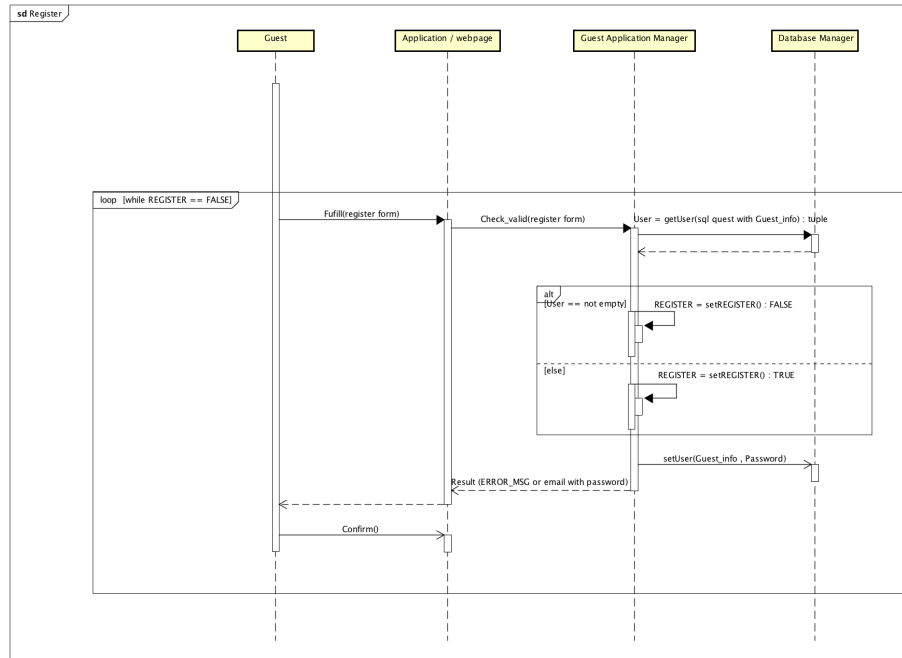 sd Register
Guest
Application / webpage
Guest Application Manager
Database Manager
loop [while REGISTER == FALSE]
Fufill(register form)
Check_valid(register form)
User = getUser(sql quest with Guest_info) : tuple
alt
[User == not empty]
REGISTER = setREGISTER() : FALSE
[else]
REGISTER = setREGISTER() : TRUE
setUser(Guest_info , Password)
Result (ERROR_MSG or email with password)
Confirm()